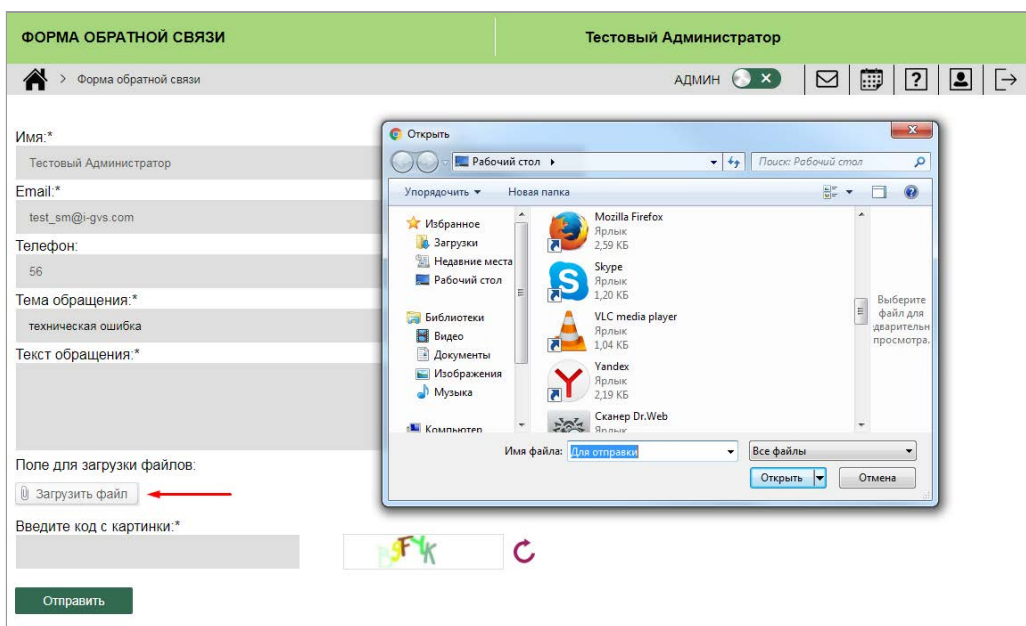 ФОРМА ОБРАТНОЙ СВЯЗИ
Тестовый Администратор
> Форма обратной связи
АДМИН
Имя:*
Тестовый Администратор
Email:*
test_sm@i-gvs.com
Телефон:
56
Тема обращения:*
техническая ошибка
Текст обращения:*
Поле для загрузки файлов:
Загрузить файл
Введите код с картинки:*
Отправить
Открыть
Рабочий стол
Поиск: Рабочий стол
Упорядочить
Новая папка
Избранное
Загрузки
Недавние места
Рабочий стол
Библиотеки
Видео
Документы
Изображения
Музыка
Компьютер
Mozilla Firefox
Ярлык
2,59 КБ
Skype
Ярлык
1,20 КБ
VLC media player
Ярлык
1,04 КБ
Yandex
Ярлык
2,19 КБ
Сканер Dr.Web
Ярлык
Выберите
файл для
дварительн
просмотра.
Имя файла:
Для отправки
Все файлы
Открыть
Отмена